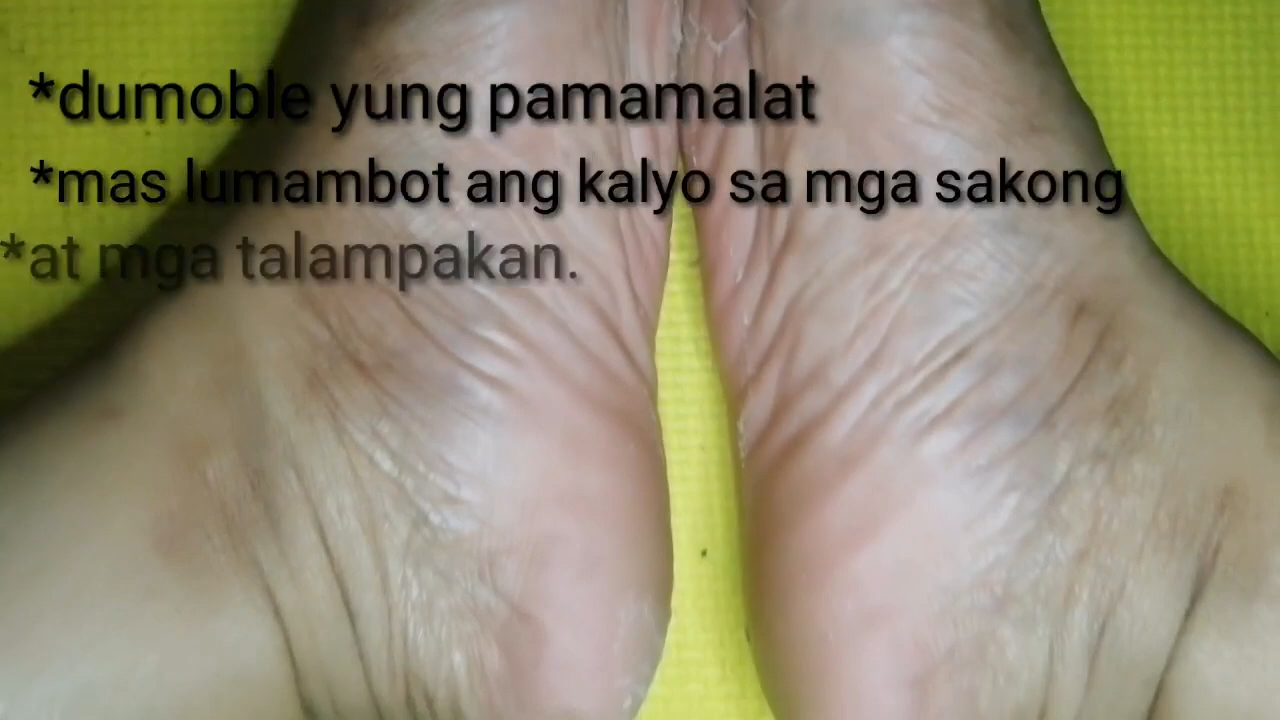 *dumoble yung pamamalat
*mas lumambot ang kalyo sa mga sakong
*at mga talampakan.